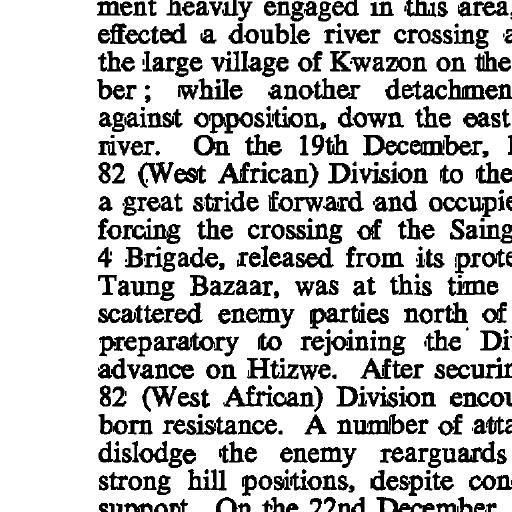 ment heavily engaged in this area,
effected a double river crossing a
the large village of Kwazon on the
ber; while another detachmen
against opposition, down the east
river. On the 19th December,
82 (West African) Division to the
a great stride forward and occupie
forcing the crossing of the Saing
4 Brigade, released from its prote
Taung Bazaar, was at this time
scattered enemy parties north of
preparatory to rejoining the Di
advance on Htizwe. After securin
82 (West African) Division encou
born resistance. A number of atta
dislodge the enemy rearguards
strong hill positions, despite con
support. On the 22nd December